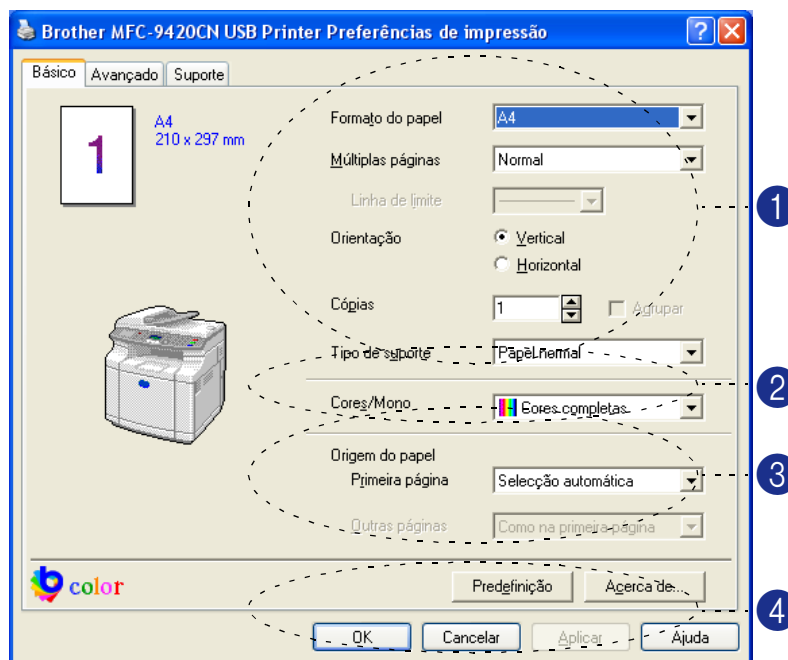 Brother MFC-9420CN USB Printer Preferências de impressão
Básico Avançado Suporte
1
A4
210 x 297 mm
Formato do papel A4
Múltiplas páginas Normal
Linha de limite
Orientação Vertical
Horizontal
Cópias 1 Agrupar
Tipo de suporte Papel normal
Cores/Mono Cores completas
Origem do papel
Primeira página Selecção automática
Outras páginas Como na primeira página
color
Predefinição Acerca de...
OK Cancelar Aplicar Ajuda
1
2
3
4